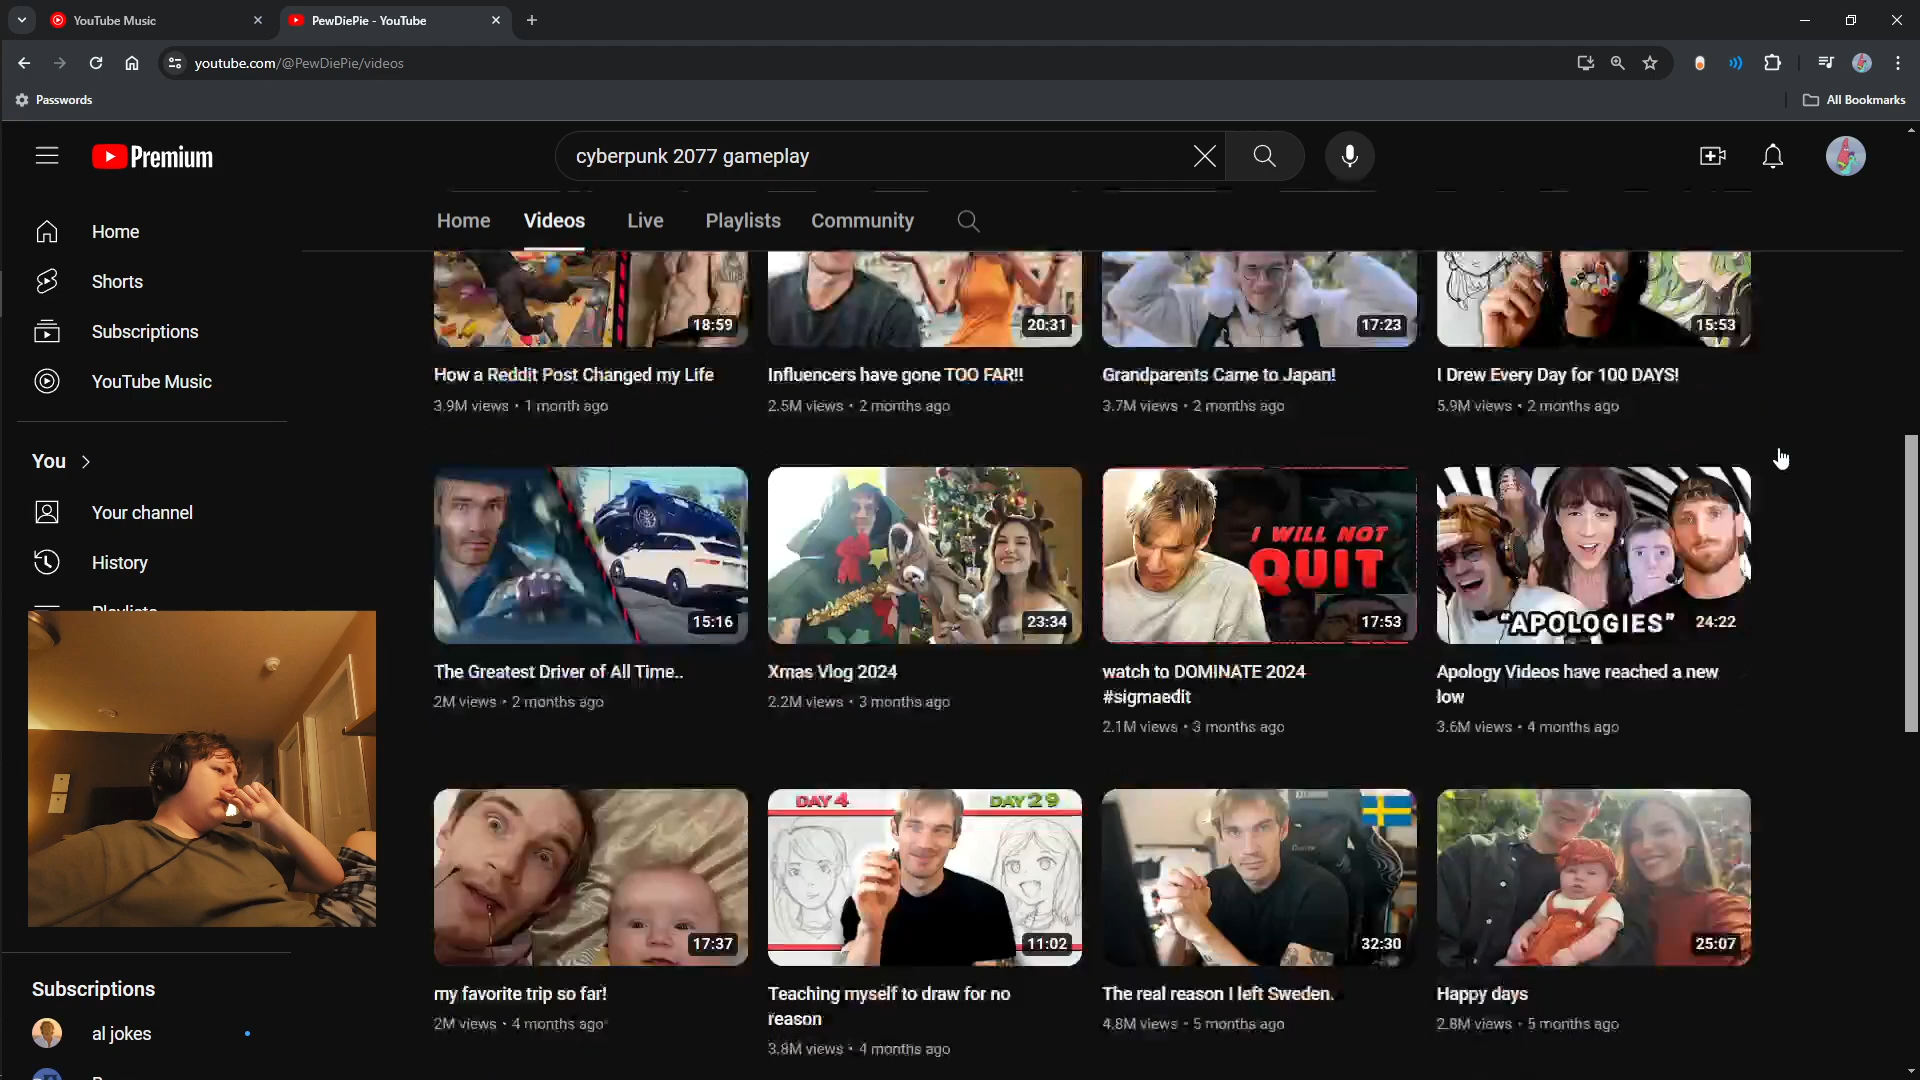 YouTube Music
PewDiePie - YouTube
youtube.com/@PewDiePie/videos
Passwords
All Bookmarks
Premium
cyberpunk 2077 gameplay
Home
Videos
Live
Playlists
Community
Home
Shorts
Subscriptions
YouTube Music
You
Your channel
History
Playlists
Subscriptions
al jokes
18:59
20:31
17:23
15:53
How a Reddit Post Changed my Life
3.9M views • 1 month ago
Influencers have gone TOO FAR!!
2.5M views • 2 months ago
Grandparents Came to Japan!
3.7M views • 2 months ago
I Drew Every Day for 100 DAYS!
5.9M views • 2 months ago
15:16
The Greatest Driver of All Time..
2M views • 2 months ago
23:34
Xmas Vlog 2024
2.2M views • 3 months ago
I WILL NOT
QUIT
17:53
watch to DOMINATE 2024
#sigmaedit
2.1M views • 3 months ago
"APOLOGIES"
24:22
Apology Videos have reached a new
low
3.6M views • 4 months ago
17:37
my favorite trip so far!
2M views • 4 months ago
DAY 4
DAY 29
11:02
Teaching myself to draw for no
reason
3.8M views • 4 months ago
32:30
The real reason I left Sweden.
4.8M views • 5 months ago
25:07
Happy days
2.8M views • 5 months ago